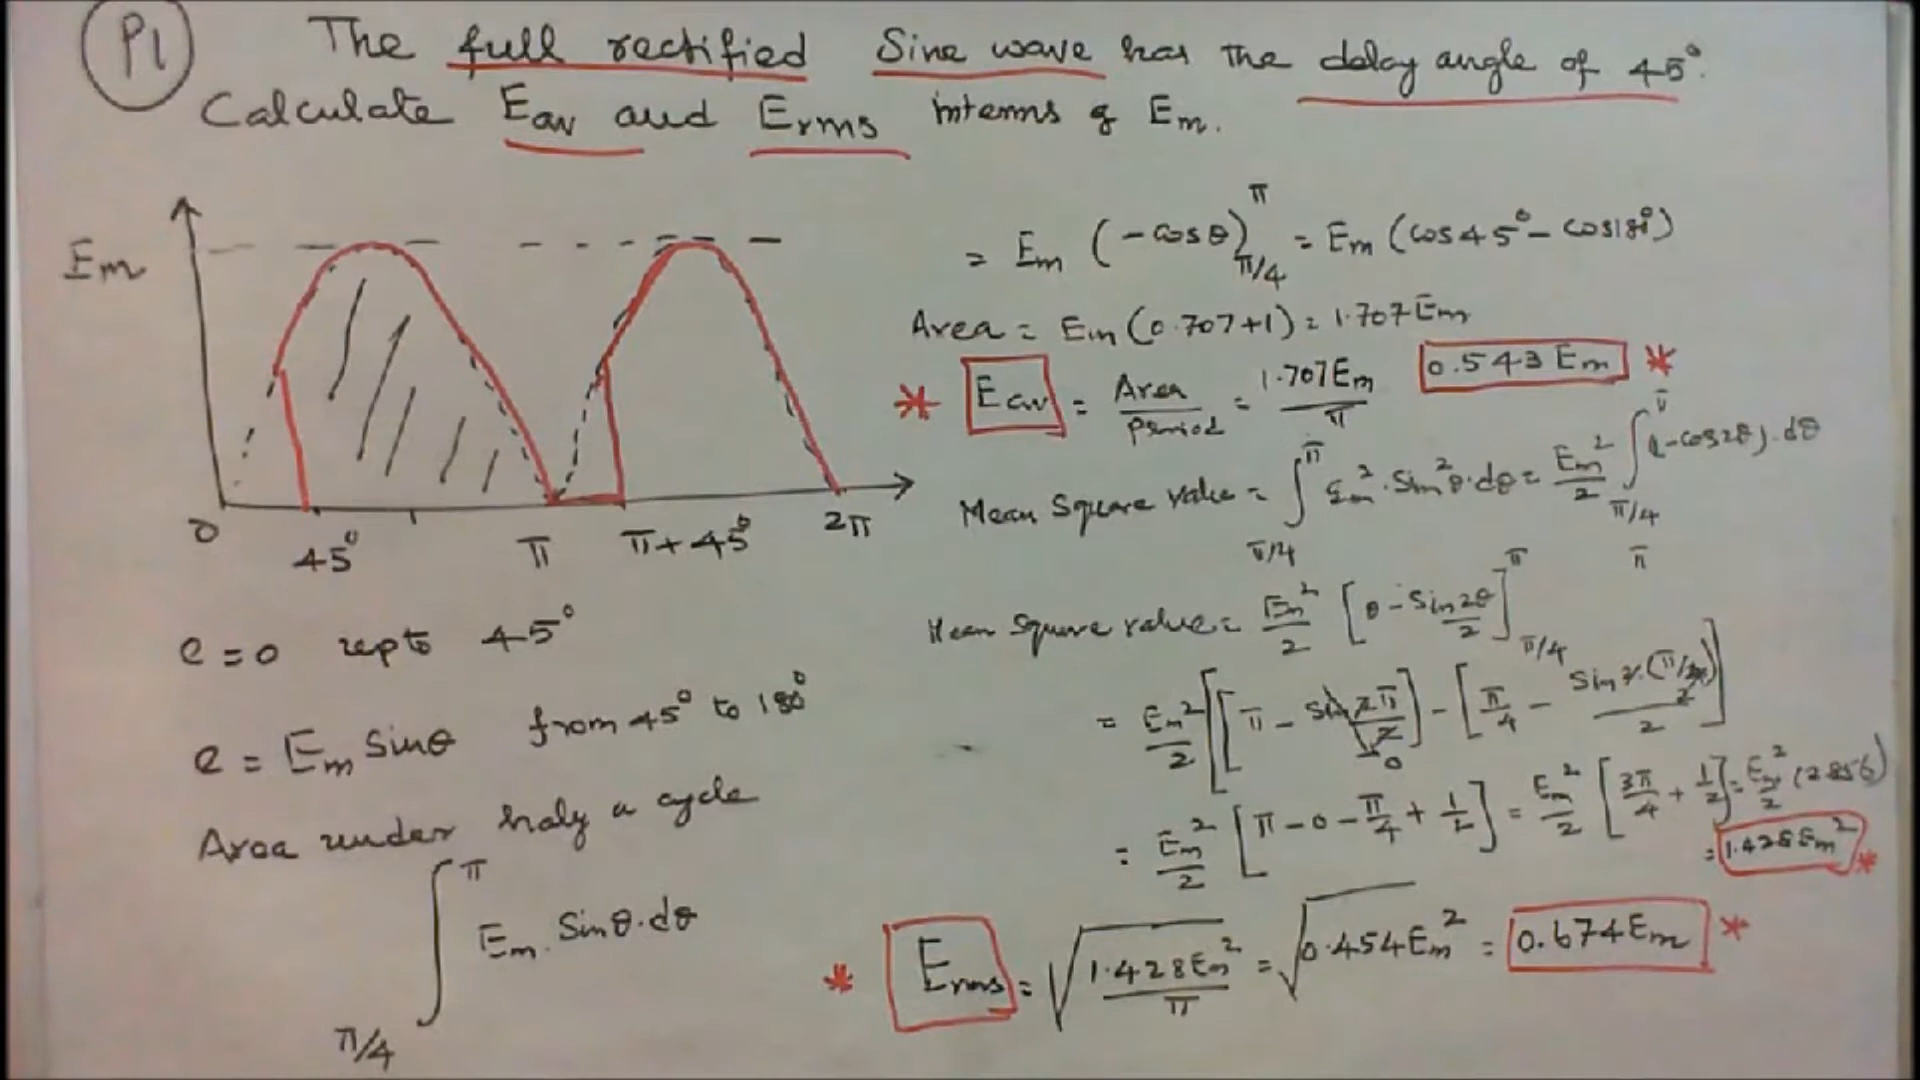 P1
The full rectified Sine wave has the delay angle of 45°.
Calculate Eav and Erms interms of Em.
Em
0 45° π π+45° 2π
e = 0 upto 45°
e = Em Sinθ from 45° to 180°
Area under half a cycle
∫_{π/4}^{π} Em. Sinθ.dθ
= Em (-cosθ)_{π/4}^{π} = Em (cos45° - cos180°)
Area = Em (0.707+1) = 1.707Em
* Eav = Area/Period = 1.707Em/π 0.543 Em *
Mean Square value = ∫_{π/4}^{π} Em². Sin²θ.dθ = Em²/2 ∫_{π/4}^{π} (1-cos2θ).dθ
π
Mean Square value = Em²/2 [θ - Sin2θ/2]_{π/4}^{π}
= Em²/2 [[π - Sin2π/2] - [π/4 - Sin2.(π/4)/2]]
0
= Em²/2 [π - 0 - π/4 + 1/2] = Em²/2 [3π/4 + 1/2] = Em²/2 (2.856)
= 1.428Em² *
* Erms = √(1.428Em²/π) = √(0.454Em²) = 0.674Em *